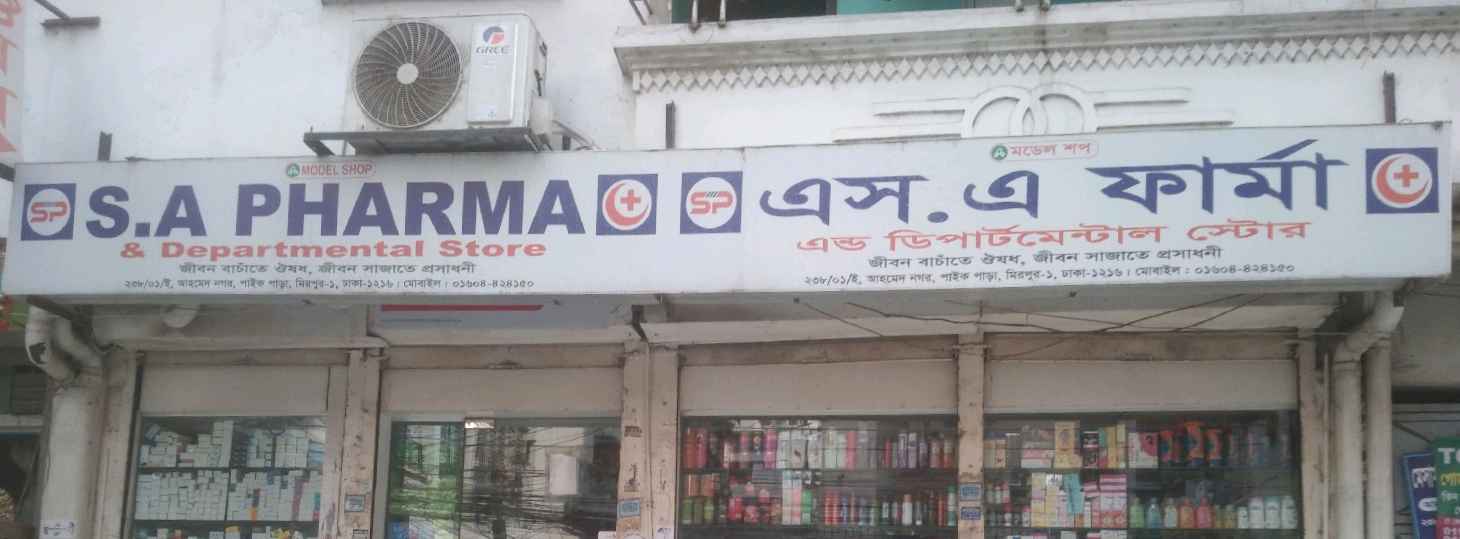 GREE
MODEL SHOP
SP S.A PHARMA
& Departmental Store
জীবন বাচাঁতে ঔষধ, জীবন সাজাতে প্রসাধনী
২৩৮/০১/ই, আহমেদ নগর, পাইক পাড়া, মিরপুর-১, ঢাকা-১২১৬। মোবাইল : ০১৬০৪-৪২৪১৫০
মডেল শপ
SP এস.এ ফার্মা
এন্ড ডিপার্টমেন্টাল স্টোর
জীবন বাচাঁতে ঔষধ, জীবন সাজাতে প্রসাধনী
২৩৮/০১/ই, আহমেদ নগর, পাইক পাড়া, মিরপুর-১, ঢাকা-১২১৬। মোবাইল : ০১৬০৪-৪২৪১৫০